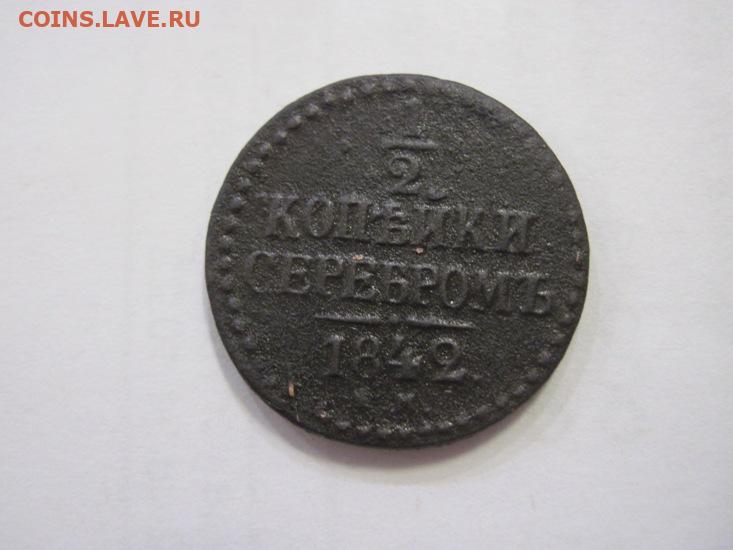 COINS.LAVE.RU
1/2
КОПѢЙКИ
СЕРЕБРОМЪ
1842.